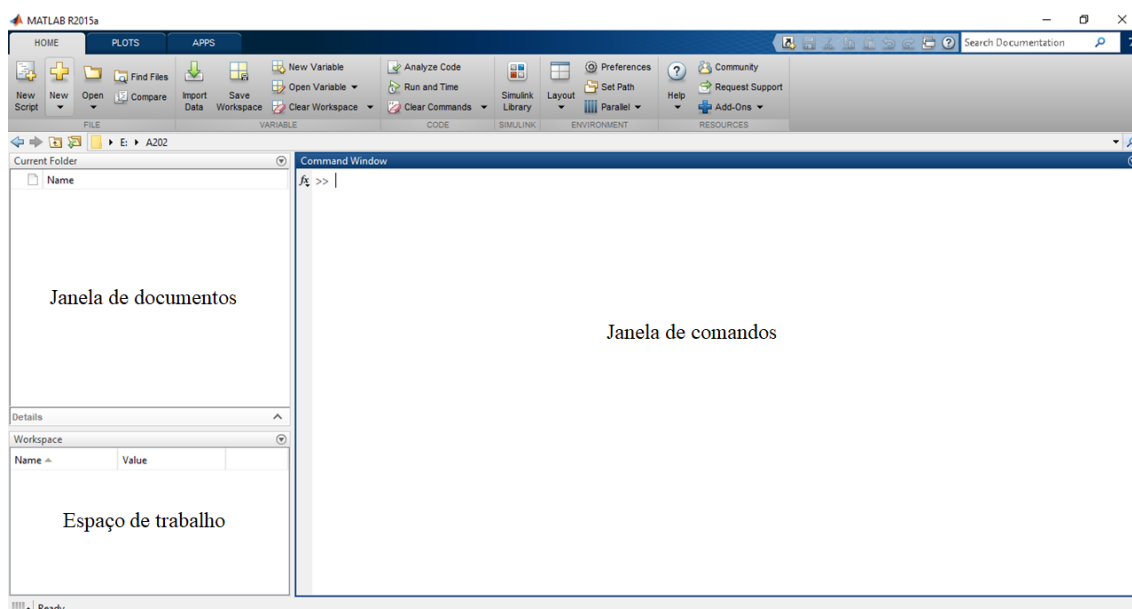 MATLAB R2015a
HOME PLOTS APPS
Search Documentation
New Script
New
Open
Find Files
Compare
Import Data
Save Workspace
New Variable
Open Variable
Clear Workspace
Analyze Code
Run and Time
Clear Commands
Simulink Library
Layout
Preferences
Set Path
Parallel
Help
Community
Request Support
Add-Ons
FILE VARIABLE CODE SIMULINK ENVIRONMENT RESOURCES
E: A202
Current Folder
Name
Janela de documentos
Details
Workspace
Name Value
Espaço de trabalho
Command Window
fx >>
Janela de comandos
Ready